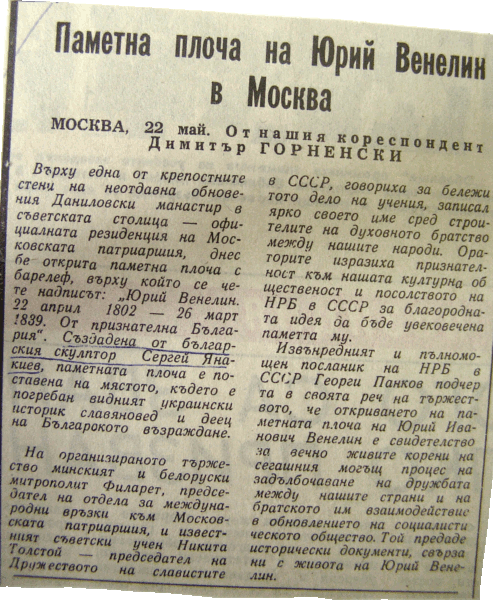 Паметна плоча на Юрий Венелин
в Москва
МОСКВА, 22 май. От нашия кореспондент
Димитър ГОРНЕНСКИ
Върху една от крепостните
стени на неотдавна обнове-
ния Даниловски манастир в
съветската столица — офи-
циалната резиденция на Мос-
ковската патриаршия, днес
бе открита паметна плоча с
барелеф, върху който се че-
те надписът: „Юрий Венелин.
22 април 1802 — 26 март
1839. От признателна Бълга-
рия". Създадена от българ-
ския скулптор Сергей Яна-
киев, паметната плоча е по-
ставена на мястото, където е
погребан видният украински
историк славяновед и деец
на Българското възраждане.
На организираното търже-
ство минският и белоруски
митрополит Филарет, предсе-
дател на отдела за междуна-
родни връзки към Москов-
ската патриаршия, и извест-
ният съветски учен Никита
Толстой — председател на
Дружеството на славистите
в СССР, говориха за бележи
тото дело на учения, записал
ярко своето име сред строи-
телите на духовното братство
между нашите народи. Ора-
торите изразиха признател-
ност към нашата културна об
щественост и посолството на
НРБ в СССР за благородна-
та идея да бъде увековечена
паметта му.
Извънредният и пълномо-
щен посланик на НРБ в
СССР Георги Панков подчер
та в своята реч на тържест-
вото, че откриването на па-
метната плоча на Юрий Ива-
нович Венелин е свидетелство
за вечно живите корени на
сегашния могъщ процес на
задълбочаване на дружбата
между нашите страни и на
братското им взаимодействие
в обновлението на социалисти
ческото общество. Той предаде
исторически документи, свърза
ни с живота на Юрий Вене-
лин.